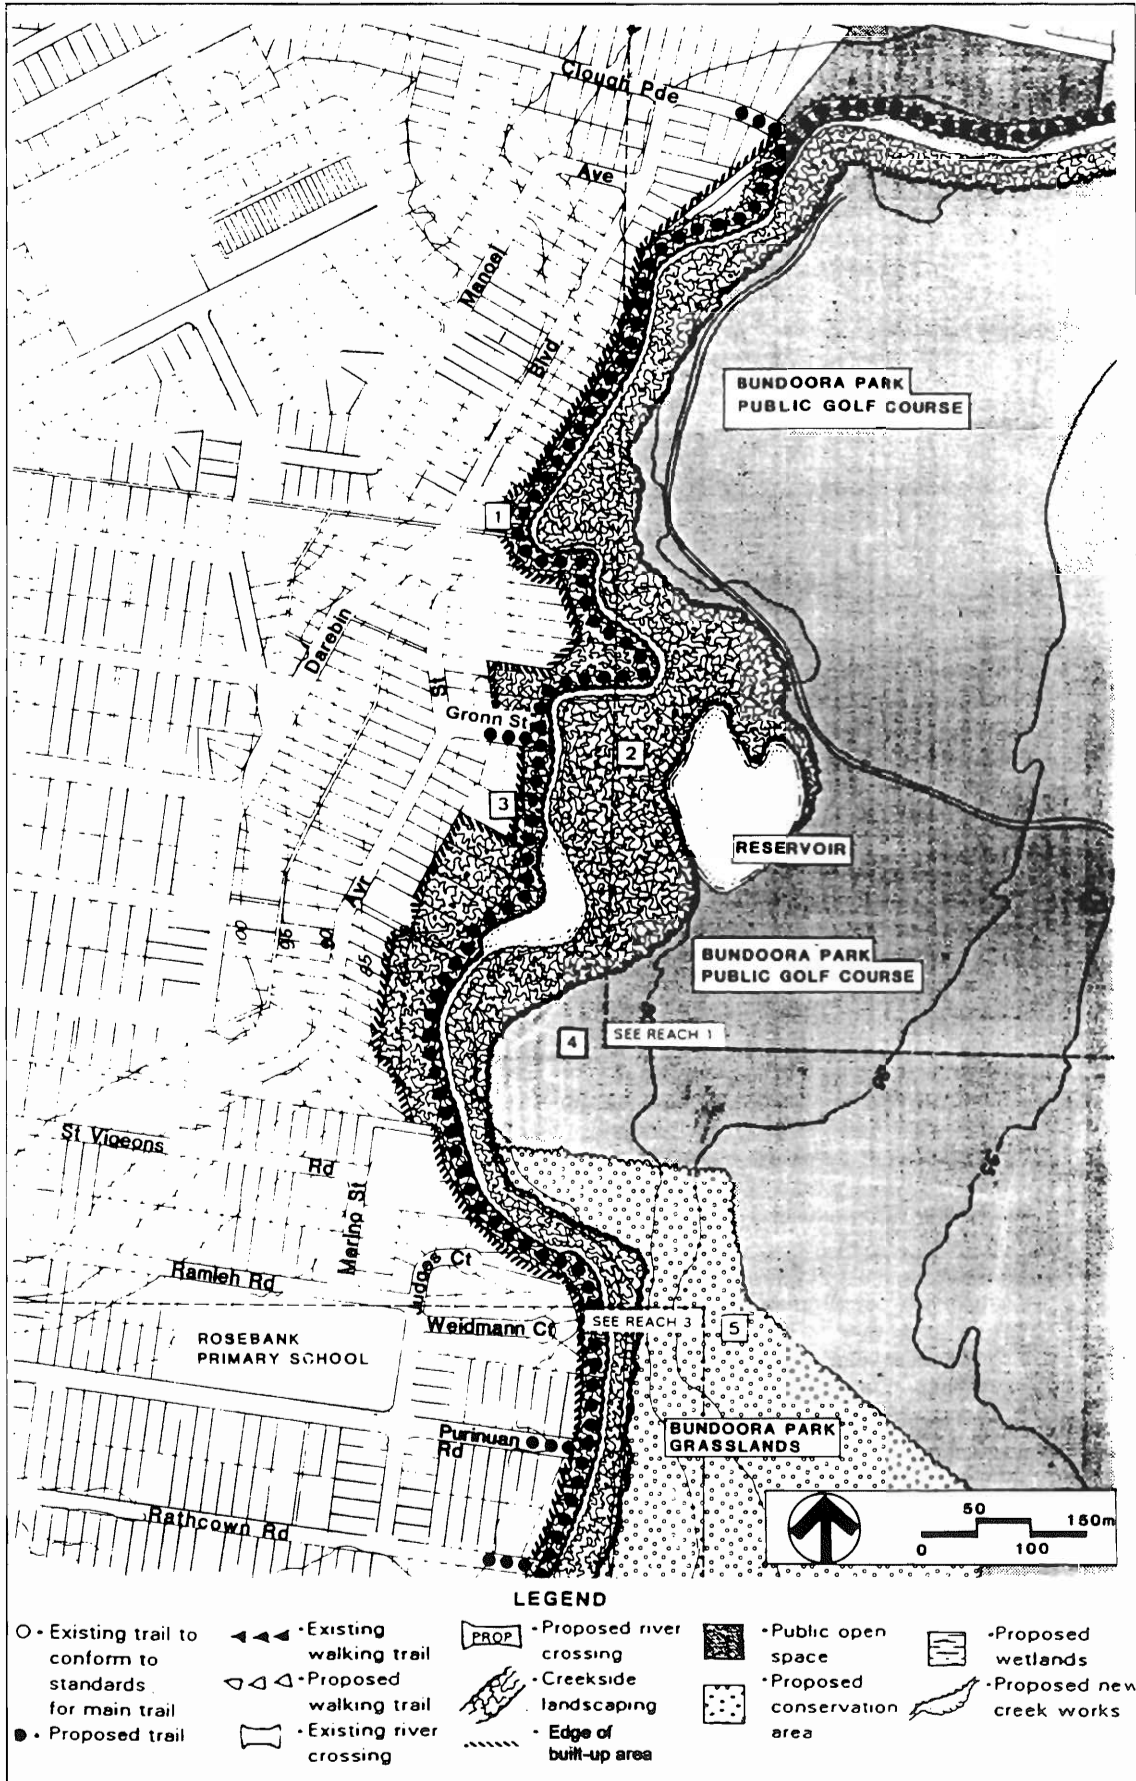 Clough Pde
Ave
Manoel
Blvd
BUNDOORA PARK
PUBLIC GOLF COURSE
1
Darebin
St
Gronn St
2
3
RESERVOIR
Ayr
100
95
90
85
BUNDOORA PARK
PUBLIC GOLF COURSE
4
SEE REACH 1
St Vigeons
Rd
Merino St
95
Judges Ct
Ramleh Rd
Weidmann Ct
SEE REACH 3
5
ROSEBANK
PRIMARY SCHOOL
Purinuan
Rd
BUNDOORA PARK
GRASSLANDS
Rathcown Rd
50
150m
0
100
LEGEND
- Existing trail to
conform to
standards
for main trail
- Proposed trail
- Existing
walking trail
- Proposed
walking trail
- Existing river
crossing
PROP
- Proposed river
crossing
- Creekside
landscaping
- Edge of
built-up area
- Public open
space
- Proposed
conservation
area
- Proposed
wetlands
- Proposed new
creek works